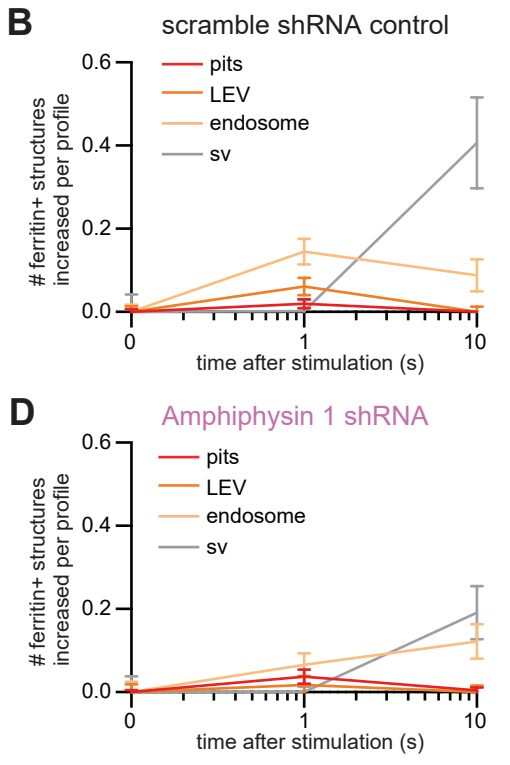 B
scramble shRNA control
# ferritin+ structures
increased per profile
0.6
0.4
0.2
0.0
pits
LEV
endosome
sv
0
1
10
time after stimulation (s)
D
Amphiphysin 1 shRNA
# ferritin+ structures
increased per profile
0.6
0.4
0.2
0.0
pits
LEV
endosome
sv
0
1
10
time after stimulation (s)